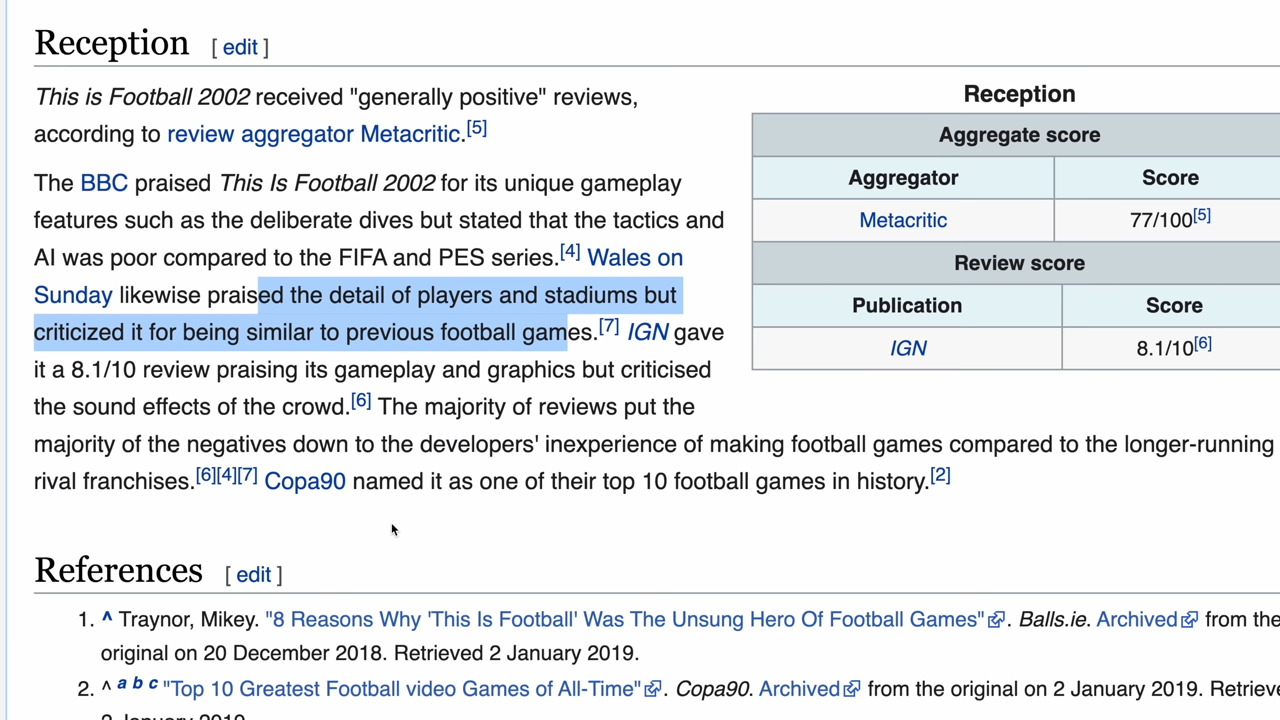 Reception [ edit ]
This is Football 2002 received "generally positive" reviews,
according to review aggregator Metacritic.[5]
The BBC praised This Is Football 2002 for its unique gameplay
features such as the deliberate dives but stated that the tactics and
AI was poor compared to the FIFA and PES series.[4] Wales on
Sunday likewise praised the detail of players and stadiums but
criticized it for being similar to previous football games.[7] IGN gave
it a 8.1/10 review praising its gameplay and graphics but criticised
the sound effects of the crowd.[6] The majority of reviews put the
majority of the negatives down to the developers' inexperience of making football games compared to the longer-running
rival franchises.[6][4][7] Copa90 named it as one of their top 10 football games in history.[2]
Reception
Aggregate score
Aggregator Score
Metacritic 77/100[5]
Review score
Publication Score
IGN 8.1/10[6]
References [ edit ]
1. ^ Traynor, Mikey. "8 Reasons Why 'This Is Football' Was The Unsung Hero Of Football Games". Balls.ie. Archived from the
original on 20 December 2018. Retrieved 2 January 2019.
2. ^ a b c "Top 10 Greatest Football video Games of All-Time". Copa90. Archived from the original on 2 January 2019. Retrieve
2 January 2019.